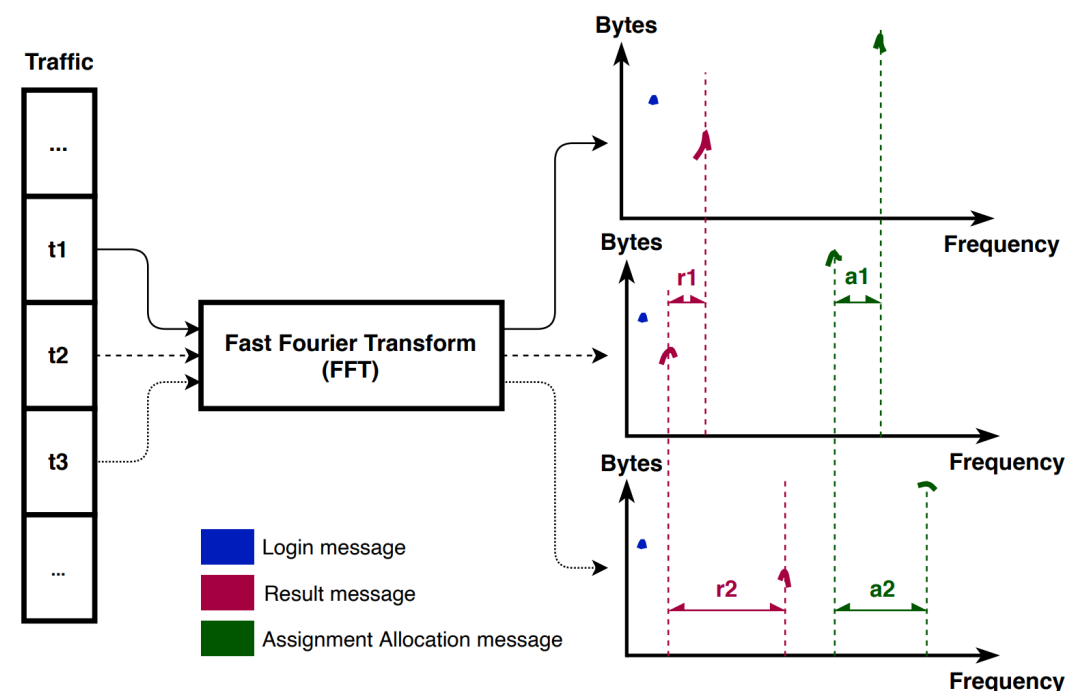 Traffic
...
t1
t2
t3
...
Fast Fourier Transform
(FFT)
Login message
Result message
Assignment Allocation message
Bytes
Frequency
Bytes
r1
a1
Frequency
Bytes
r2
a2
Frequency